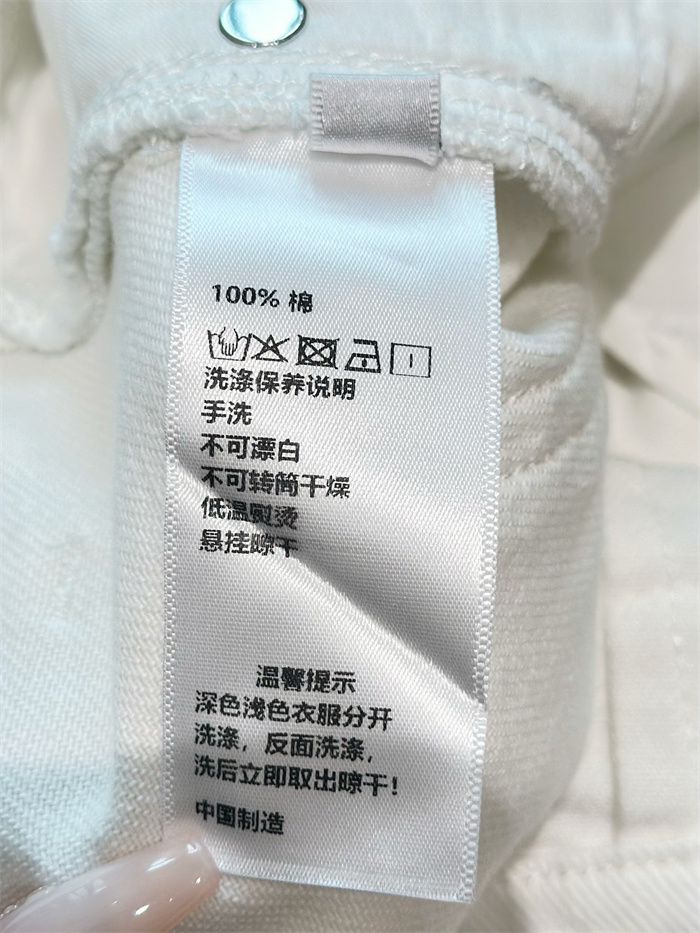 100% 棉
洗涤保养说明
手洗
不可漂白
不可转筒干燥
低温熨烫
悬挂晾干
温馨提示
深色浅色衣服分开
洗涤，反面洗涤，
洗后立即取出晾干！
中国制造